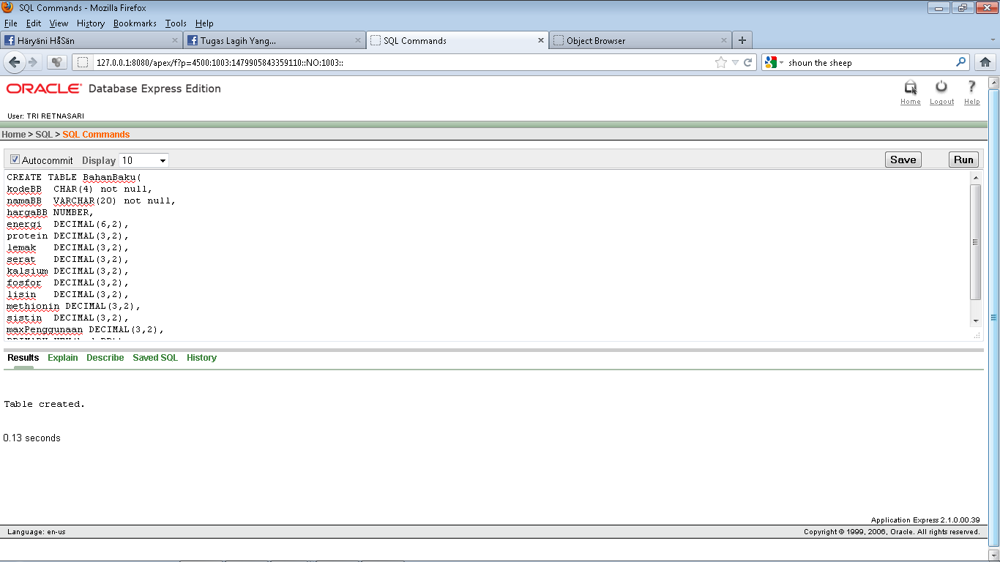 SQL Commands - Mozilla Firefox
File Edit View History Bookmarks Tools Help
Häryäni HåSän
Tugas Lagih Yang...
SQL Commands
Object Browser
127.0.0.1:8080/apex/f?p=4500:1003:1479905843359110::NO:1003::
shoun the sheep
ORACLE Database Express Edition
Home Logout Help
User: TRI RETNASARI
Home > SQL > SQL Commands
Autocommit Display 10 Save Run
CREATE TABLE BahanBaku(
kodeBB CHAR(4) not null,
namaBB VARCHAR(20) not null,
hargaBB NUMBER,
energi DECIMAL(6,2),
protein DECIMAL(3,2),
lemak DECIMAL(3,2),
serat DECIMAL(3,2),
kalsium DECIMAL(3,2),
fosfor DECIMAL(3,2),
lisin DECIMAL(3,2),
methionin DECIMAL(3,2),
sistin DECIMAL(3,2),
maxPenggunaan DECIMAL(3,2),
Results Explain Describe Saved SQL History
Table created.
0.13 seconds
Application Express 2.1.0.00.39
Language: en-us
Copyright © 1999, 2006, Oracle. All rights reserved.